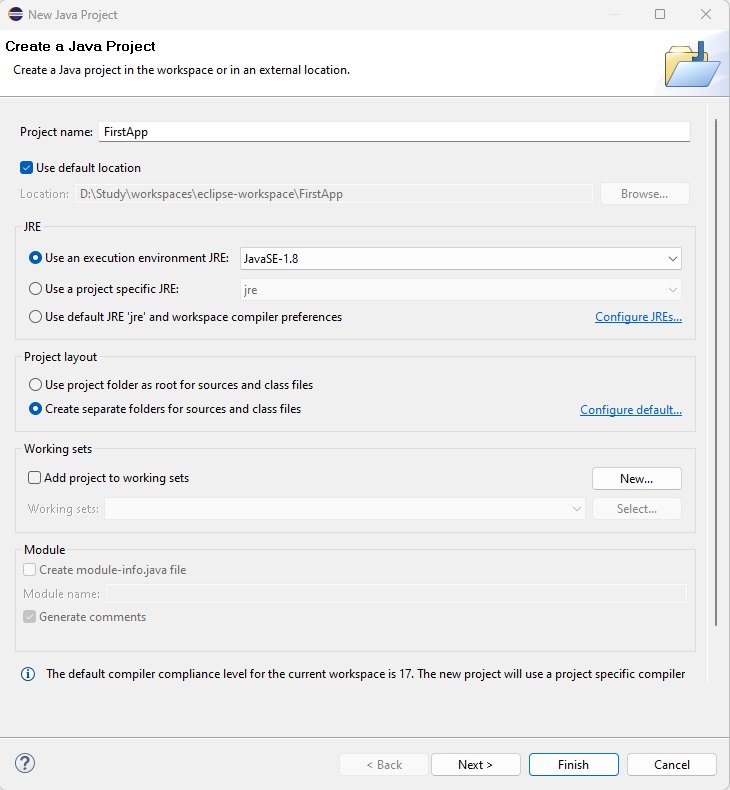 New Java Project
Create a Java Project
Create a Java project in the workspace or in an external location.
Project name: FirstApp
Use default location
Location: D:\Study\workspaces\eclipse-workspace\FirstApp Browse...
JRE
Use an execution environment JRE: JavaSE-1.8
Use a project specific JRE: jre
Use default JRE 'jre' and workspace compiler preferences Configure JREs...
Project layout
Use project folder as root for sources and class files
Create separate folders for sources and class files Configure default...
Working sets
Add project to working sets New...
Working sets: Select...
Module
Create module-info.java file
Module name:
Generate comments
The default compiler compliance level for the current workspace is 17. The new project will use a project specific compiler
? < Back Next > Finish Cancel